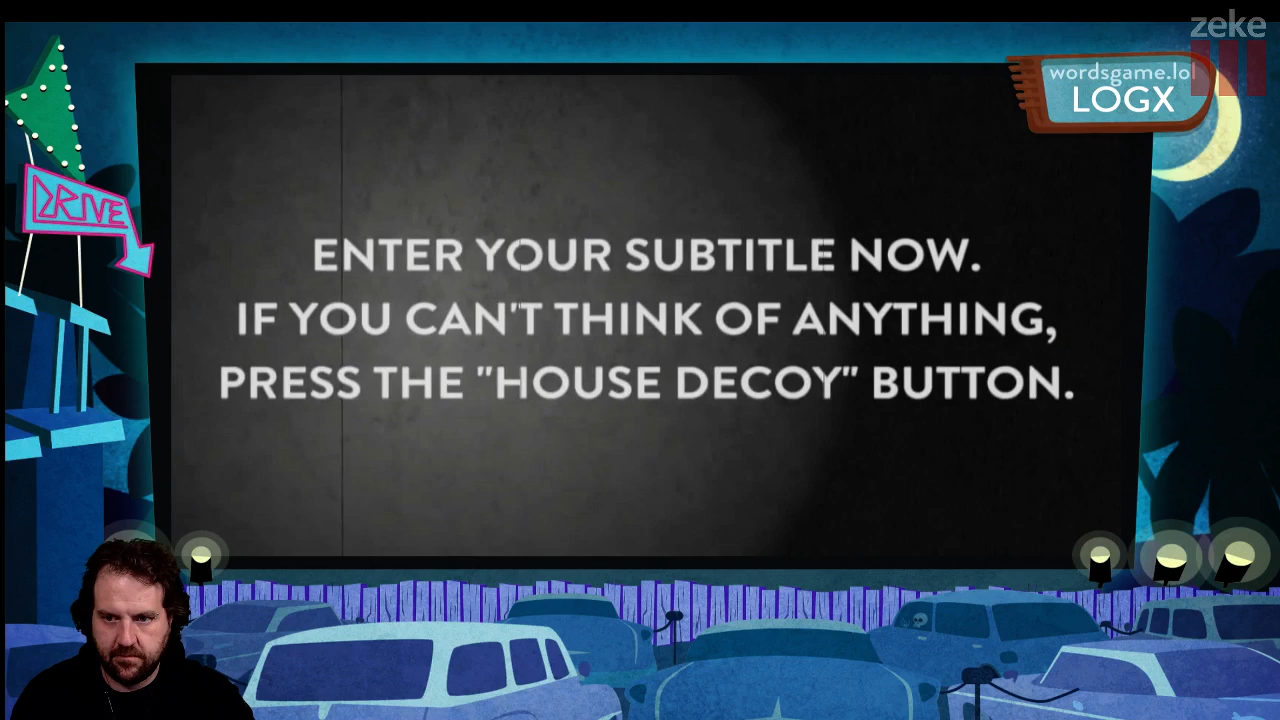 zeke
III
wordsgame.lol
LOGX
DRIVE
ENTER YOUR SUBTITLE NOW.
IF YOU CAN'T THINK OF ANYTHING,
PRESS THE "HOUSE DECOY" BUTTON.